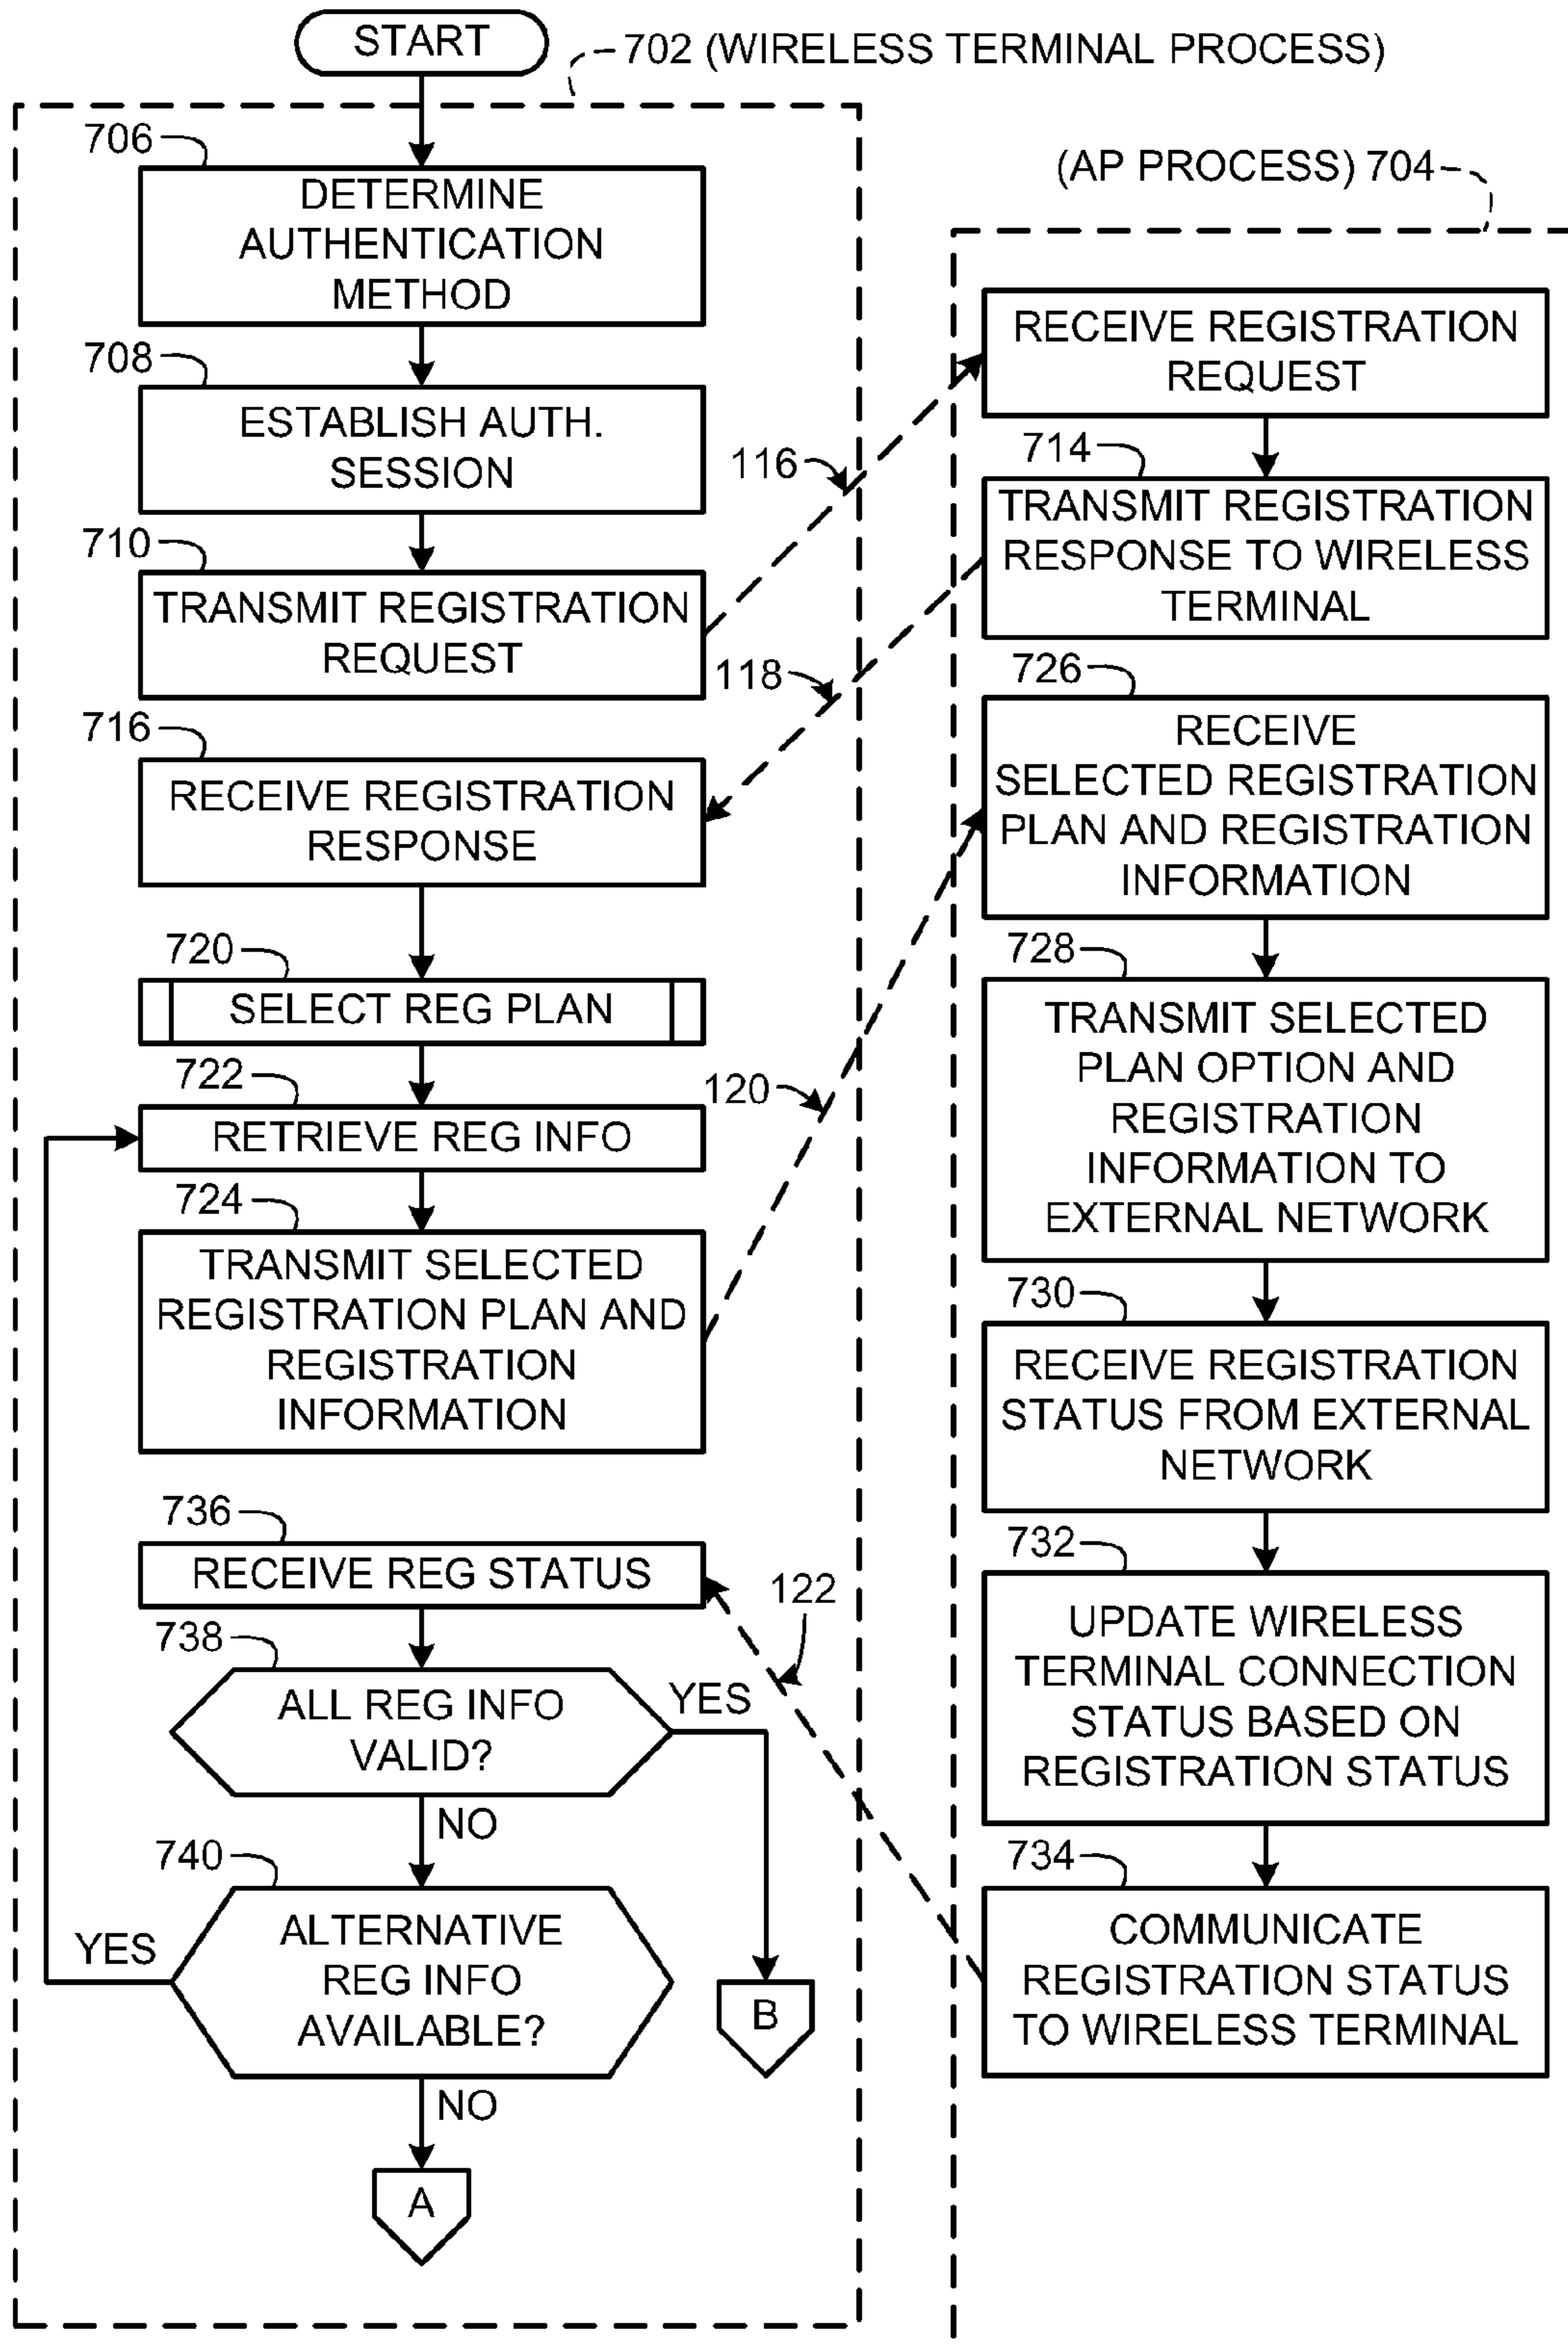 START
702 (WIRELESS TERMINAL PROCESS)
706
DETERMINE
AUTHENTICATION
METHOD
708
ESTABLISH AUTH.
SESSION
710
TRANSMIT REGISTRATION
REQUEST
116
118
716
RECEIVE REGISTRATION
RESPONSE
720
SELECT REG PLAN
722
RETRIEVE REG INFO
120
724
TRANSMIT SELECTED
REGISTRATION PLAN AND
REGISTRATION
INFORMATION
736
RECEIVE REG STATUS
122
738
ALL REG INFO
VALID?
YES
NO
740
ALTERNATIVE
REG INFO
AVAILABLE?
YES
NO
B
A
(AP PROCESS) 704
RECEIVE REGISTRATION
REQUEST
714
TRANSMIT REGISTRATION
RESPONSE TO WIRELESS
TERMINAL
726
RECEIVE
SELECTED REGISTRATION
PLAN AND REGISTRATION
INFORMATION
728
TRANSMIT SELECTED
PLAN OPTION AND
REGISTRATION
INFORMATION TO
EXTERNAL NETWORK
730
RECEIVE REGISTRATION
STATUS FROM EXTERNAL
NETWORK
732
UPDATE WIRELESS
TERMINAL CONNECTION
STATUS BASED ON
REGISTRATION STATUS
734
COMMUNICATE
REGISTRATION STATUS
TO WIRELESS TERMINAL